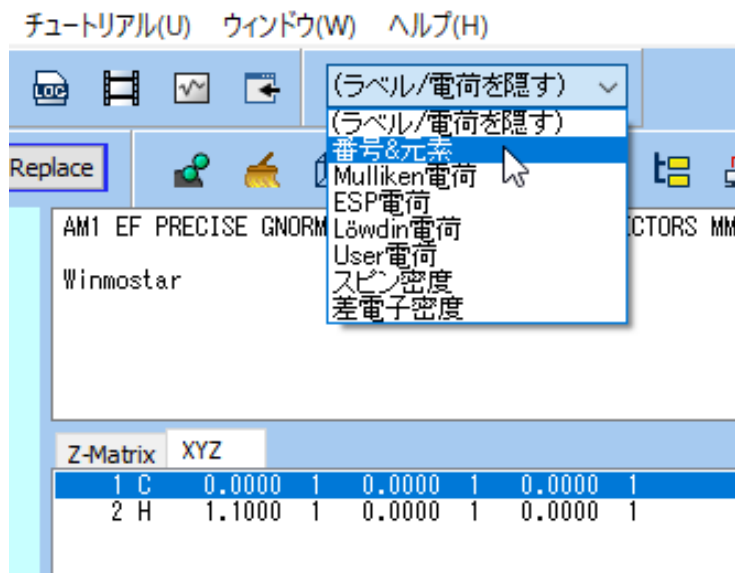 チュートリアル(U) ウィンドウ(W) ヘルプ(H)
LOG
(ラベル/電荷を隠す)
(ラベル/電荷を隠す)
番号&元素
Mulliken電荷
ESP電荷
Löwdin電荷
User電荷
スピン密度
差電子密度
Replace
AM1 EF PRECISE GNORM CTORS MM
Winmostar
Z-Matrix XYZ
1 C 0.0000 1 0.0000 1 0.0000 1
2 H 1.1000 1 0.0000 1 0.0000 1